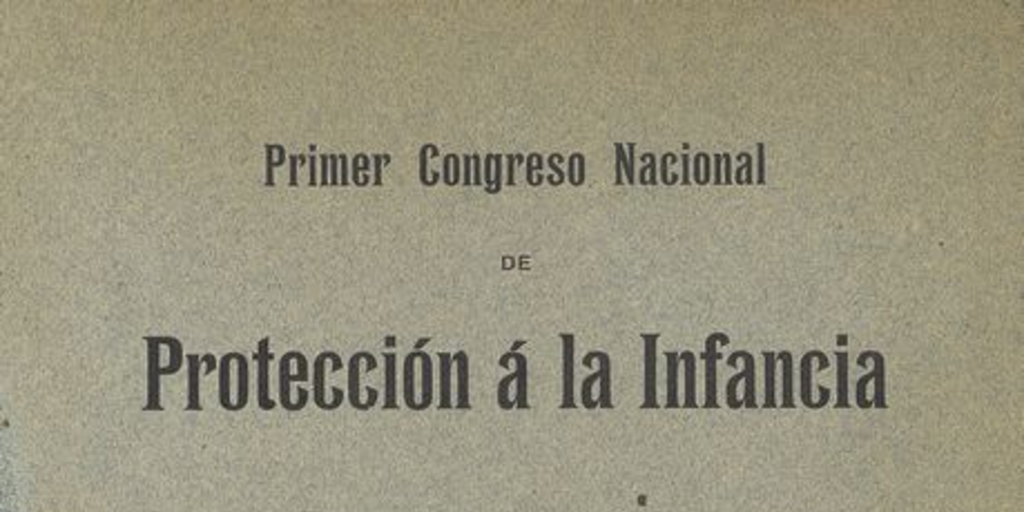 Primer Congreso Nacional
DE
Protección á la Infancia